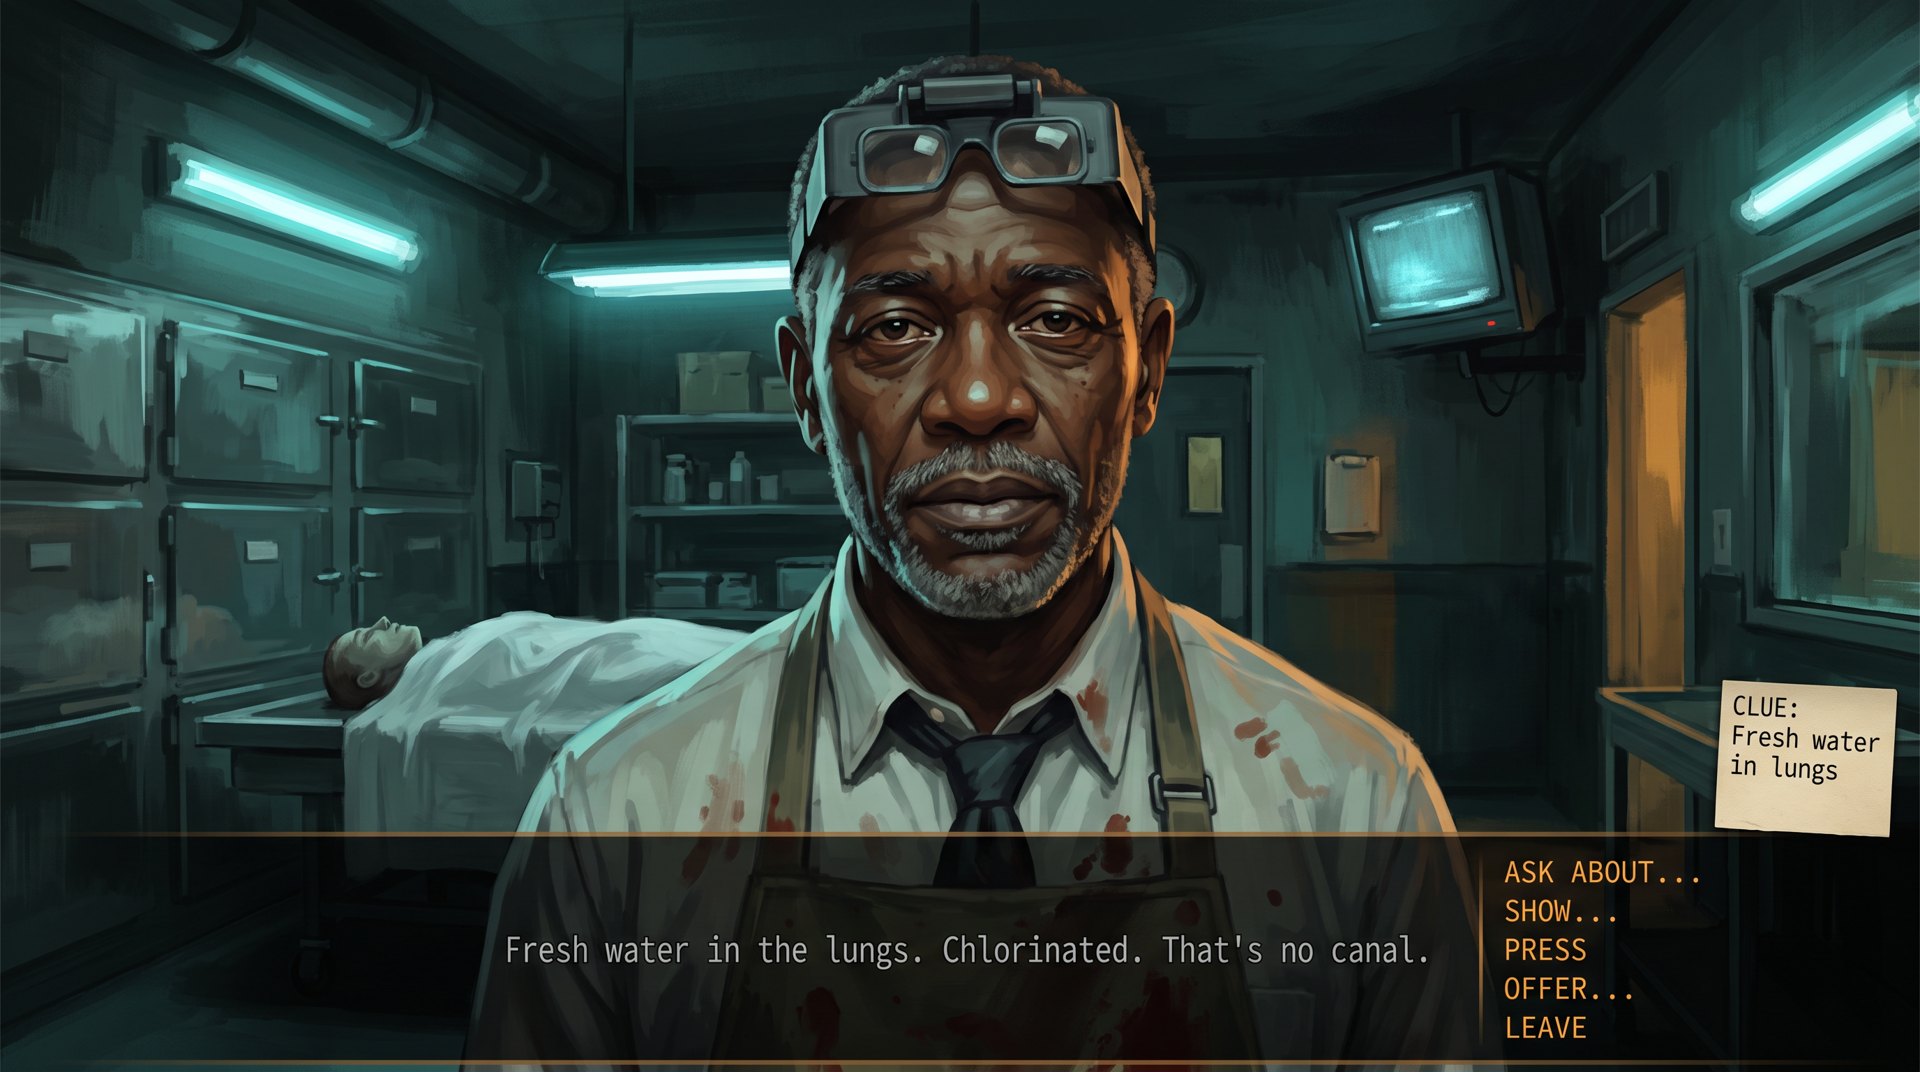 CLUE:
Fresh water
in lungs
Fresh water in the lungs. Chlorinated. That's no canal.
ASK ABOUT...
SHOW...
PRESS
OFFER...
LEAVE